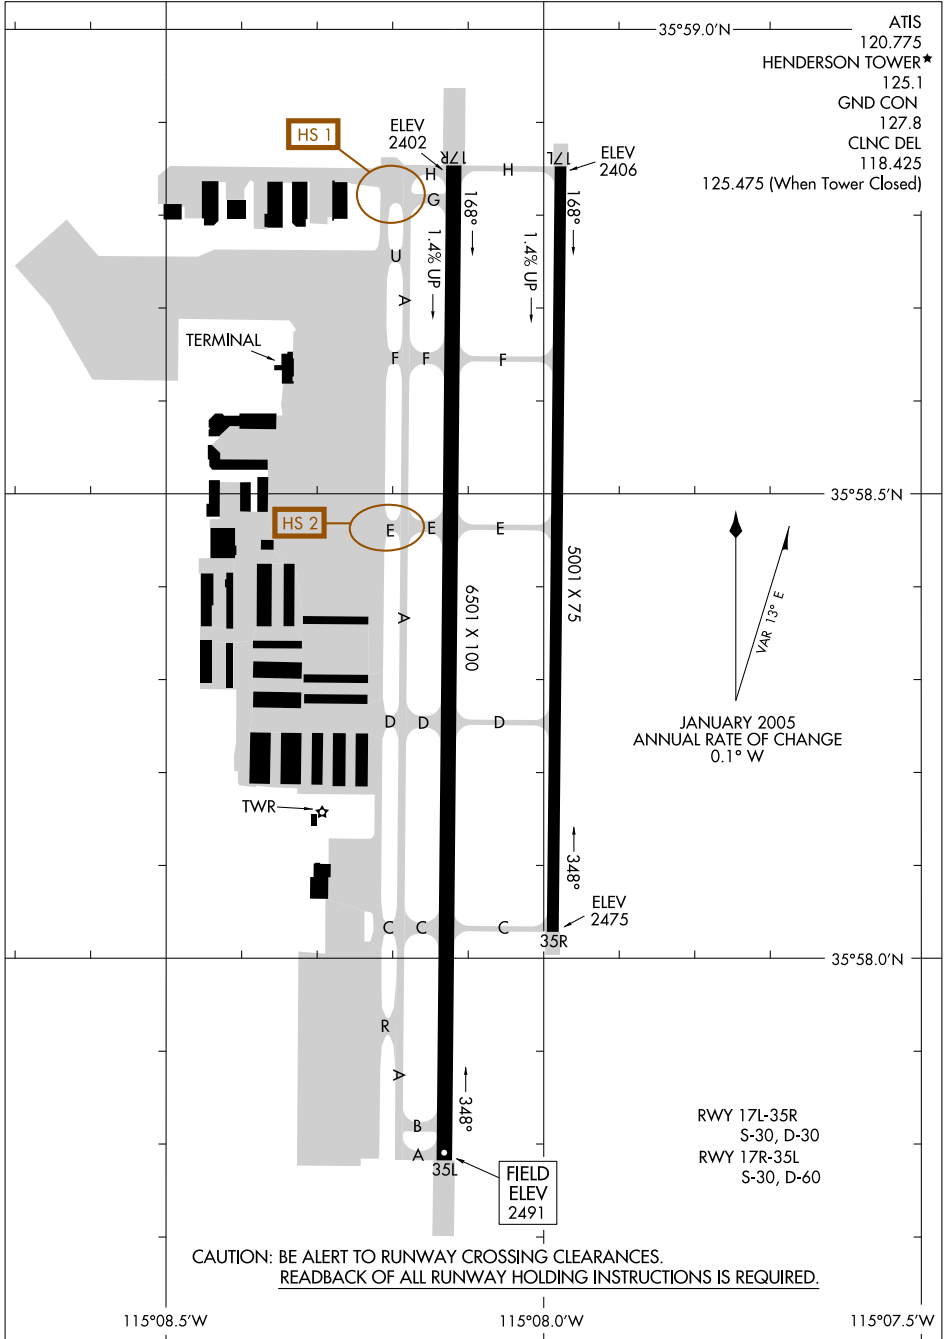 35°59.0'N
ATIS
120.775
HENDERSON TOWER★
125.1
GND CON
127.8
CLNC DEL
118.425
125.475 (When Tower Closed)
HS 1
ELEV
2402
17R
17L
ELEV
2406
H
H
G
168°
168°
1.4% UP
1.4% UP
U
A
TERMINAL
F
F
F
35°58.5'N
HS 2
E
E
E
6501 X 100
5001 X 75
A
VAR 13° E
JANUARY 2005
ANNUAL RATE OF CHANGE
0.1° W
D
D
D
TWR
348°
ELEV
2475
C
C
C
35R
35°58.0'N
R
A
348°
B
A
35L
FIELD
ELEV
2491
RWY 17L-35R
S-30, D-30
RWY 17R-35L
S-30, D-60
CAUTION: BE ALERT TO RUNWAY CROSSING CLEARANCES.
READBACK OF ALL RUNWAY HOLDING INSTRUCTIONS IS REQUIRED.
115°08.5'W
115°08.0'W
115°07.5'W